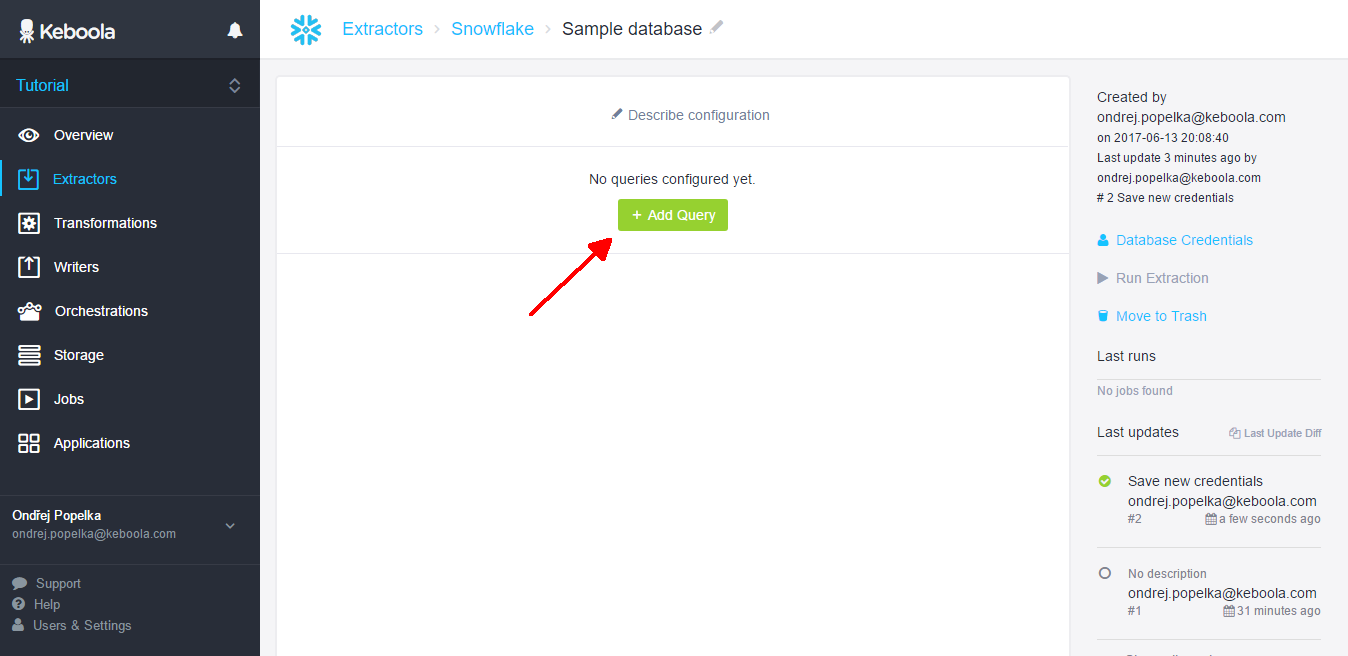 Keboola
Tutorial
Overview
Extractors
Transformations
Writers
Orchestrations
Storage
Jobs
Applications
Ondřej Popelka
ondrej.popelka@keboola.com
Support
Help
Users & Settings
Extractors › Snowflake › Sample database
Describe configuration
No queries configured yet.
+ Add Query
Created by
ondrej.popelka@keboola.com
on 2017-06-13 20:08:40
Last update 3 minutes ago by
ondrej.popelka@keboola.com
# 2 Save new credentials
Database Credentials
Run Extraction
Move to Trash
Last runs
No jobs found
Last updates Last Update Diff
Save new credentials
ondrej.popelka@keboola.com
#2 a few seconds ago
No description
ondrej.popelka@keboola.com
#1 31 minutes ago